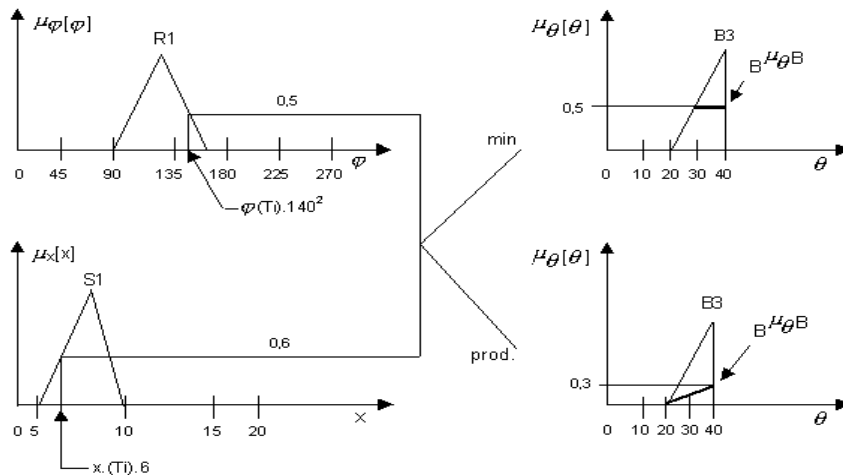 μφ[φ]
R1
0,5
0 45 90 135 180 225 270
φ
φ(Ti).140²
μx[x]
S1
0,6
0 5 10 15 20
x
x.(Ti).6
min
prod.
μθ[θ]
B3
BμθB
0,5
0 10 20 30 40
θ
μθ[θ]
B3
BμθB
0,3
0 10 20 30 40
θ